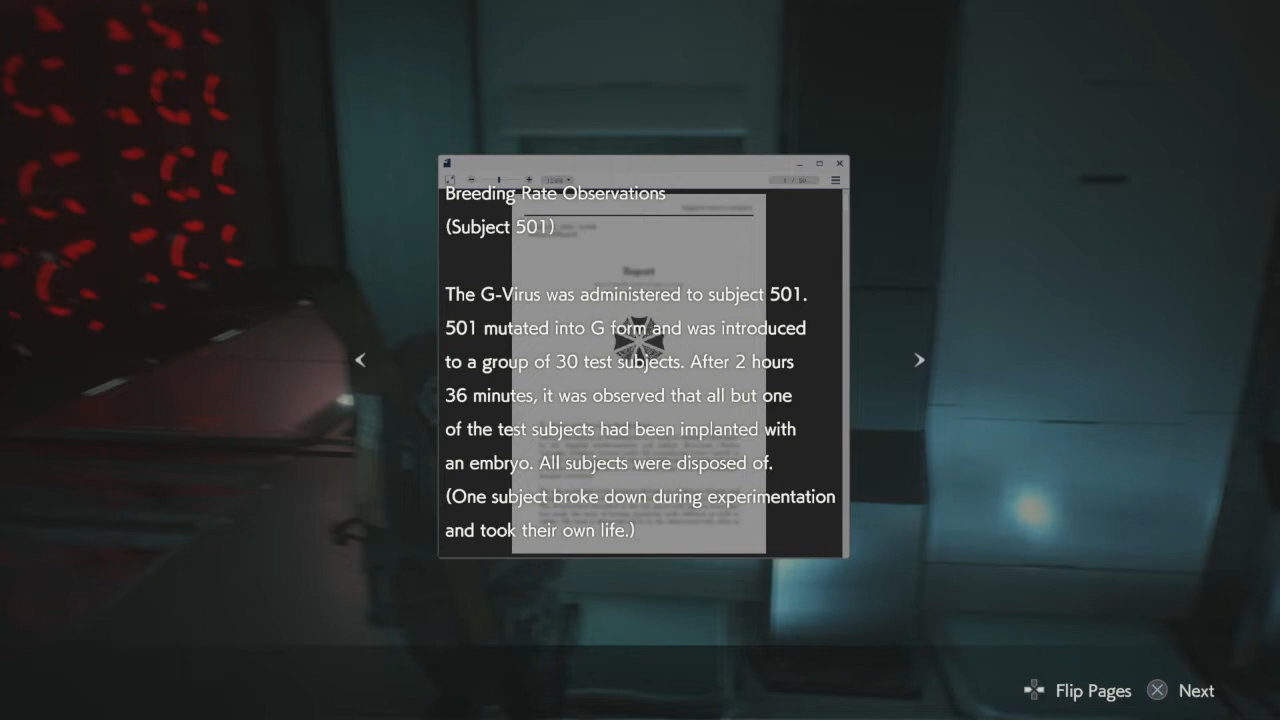 Breeding Rate Observations
(Subject 501)
Report
The G-Virus was administered to subject 501.
501 mutated into G form and was introduced
to a group of 30 test subjects. After 2 hours
36 minutes, it was observed that all but one
of the test subjects had been implanted with
an embryo. All subjects were disposed of.
(One subject broke down during experimentation
and took their own life.)
Flip Pages
Next